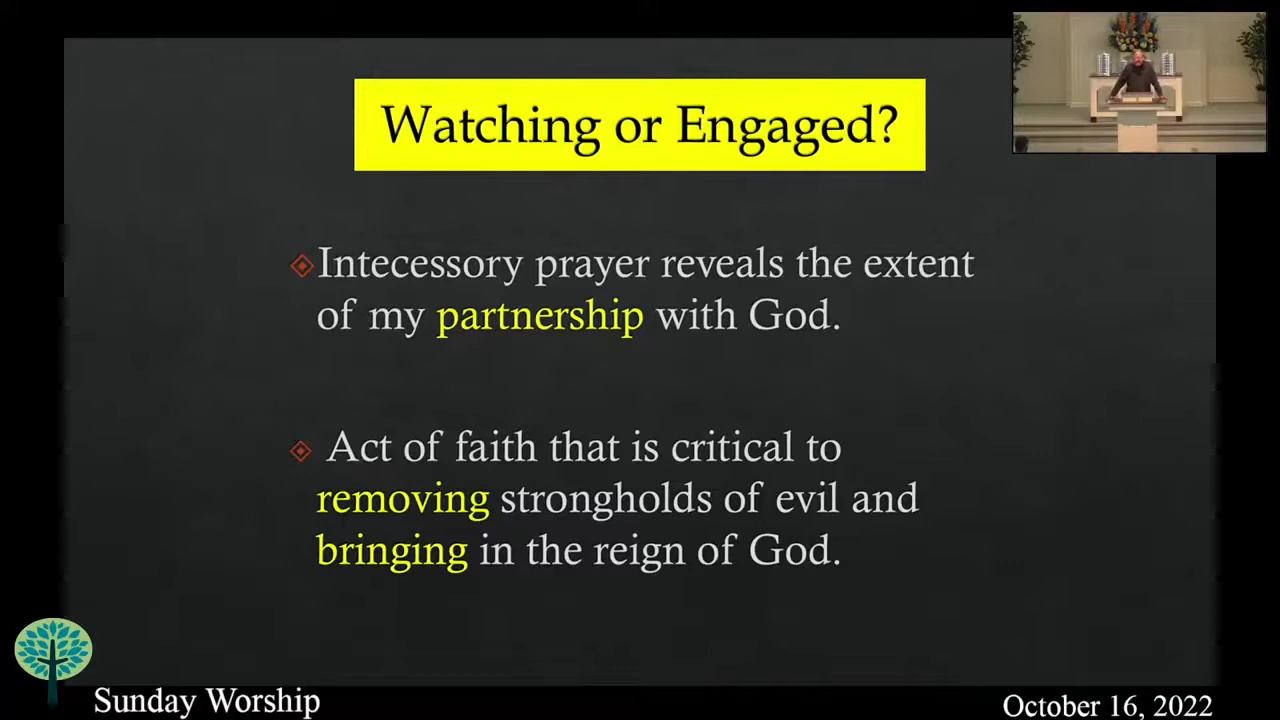 Watching or Engaged?
Intecessory prayer reveals the extent
of my partnership with God.
Act of faith that is critical to
removing strongholds of evil and
bringing in the reign of God.
Sunday Worship
October 16, 2022